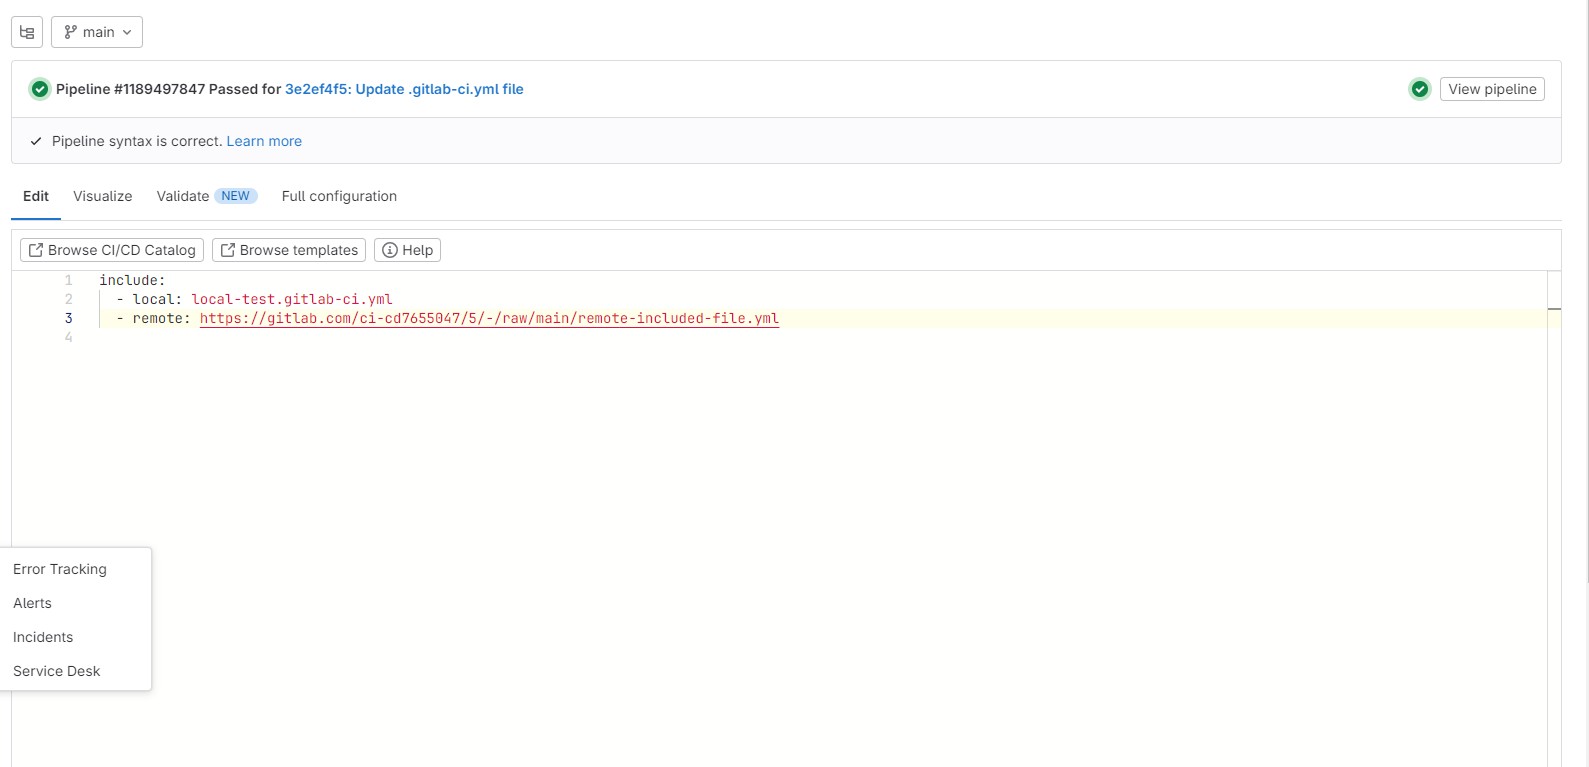 main
Pipeline #1189497847 Passed for 3e2ef4f5: Update .gitlab-ci.yml file
View pipeline
Pipeline syntax is correct. Learn more
Edit Visualize Validate NEW Full configuration
Browse CI/CD Catalog Browse templates Help
1 include:
2 - local: local-test.gitlab-ci.yml
3 - remote: https://gitlab.com/ci-cd7655047/5/-/raw/main/remote-included-file.yml
4
Error Tracking
Alerts
Incidents
Service Desk